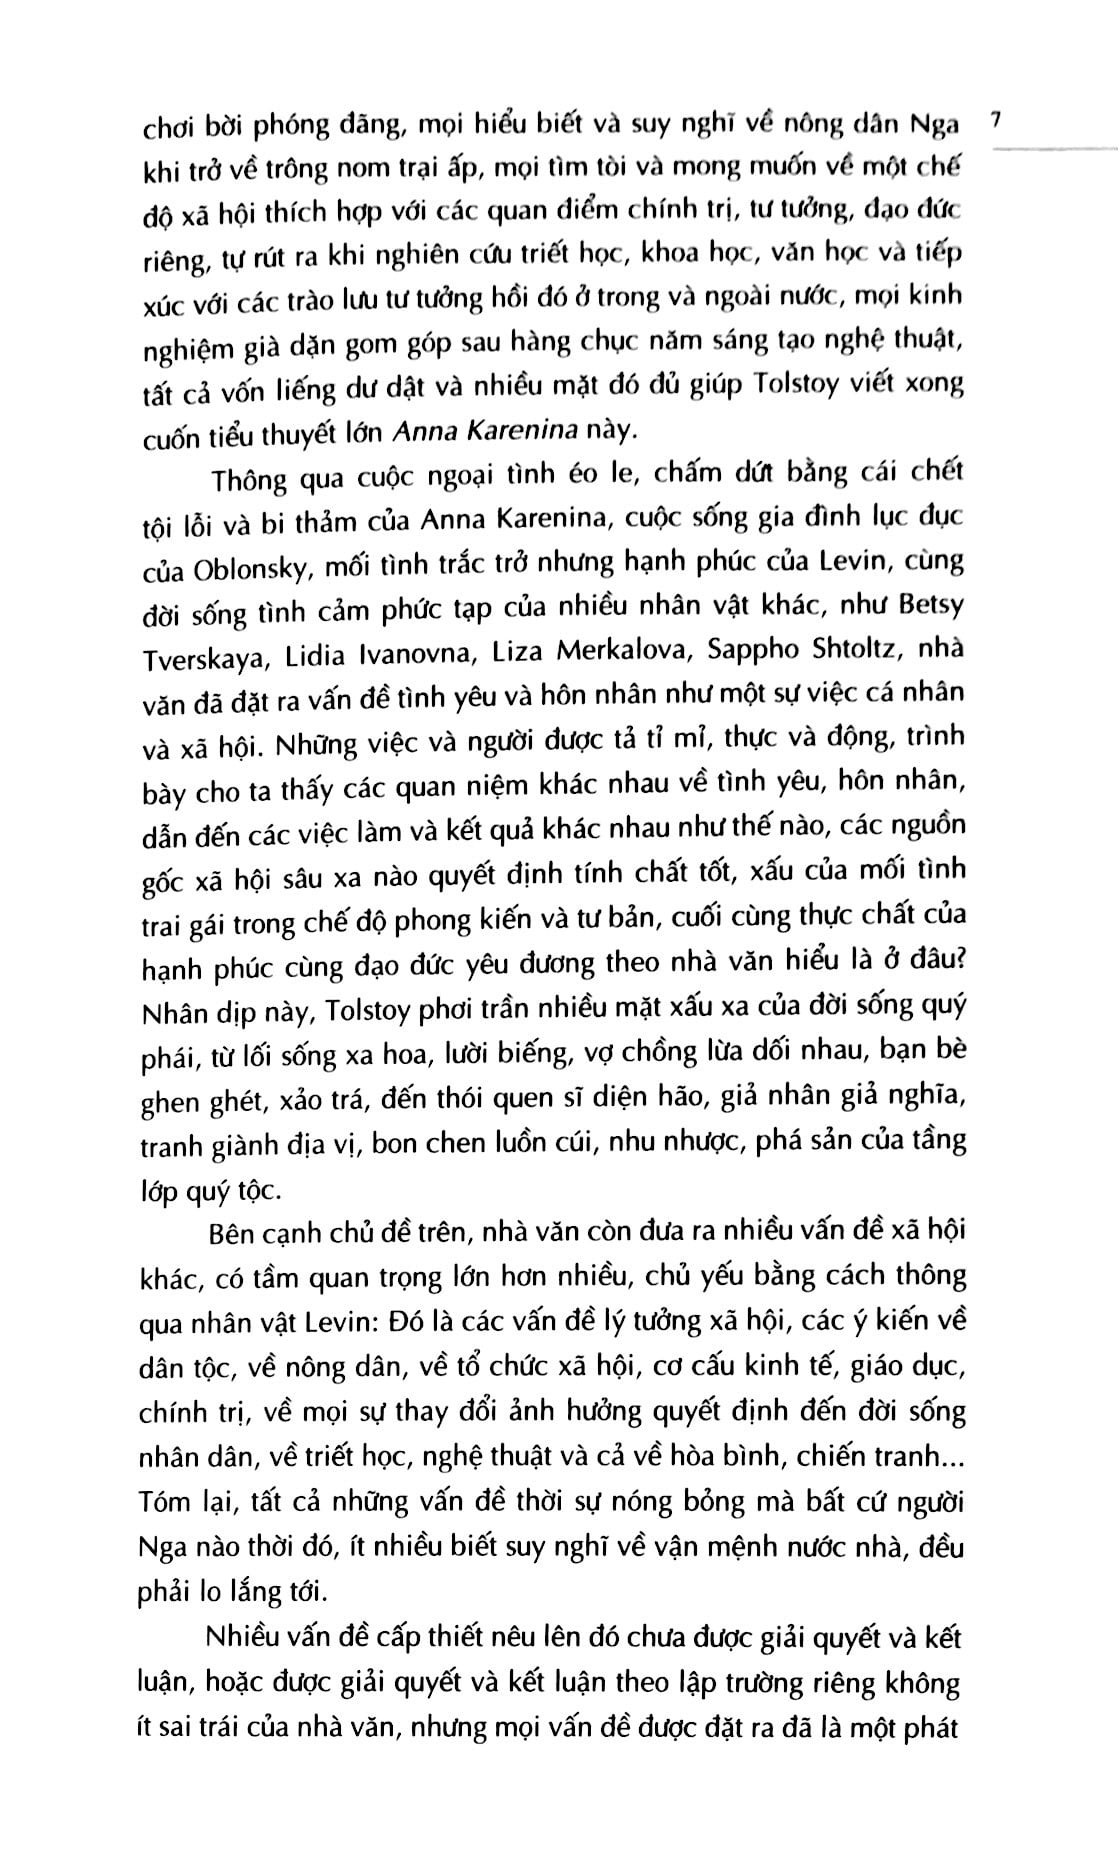 7
chơi bời phóng đãng, mọi hiểu biết và suy nghĩ về nông dân Nga
khi trở về trông nom trại ấp, mọi tìm tòi và mong muốn về một chế
độ xã hội thích hợp với các quan điểm chính trị, tư tưởng, đạo đức
riêng, tự rút ra khi nghiên cứu triết học, khoa học, văn học và tiếp
xúc với các trào lưu tư tưởng hồi đó ở trong và ngoài nước, mọi kinh
nghiệm già dặn gom góp sau hàng chục năm sáng tạo nghệ thuật,
tất cả vốn liếng dư dật và nhiều mặt đó đủ giúp Tolstoy viết xong
cuốn tiểu thuyết lớn Anna Karenina này.
Thông qua cuộc ngoại tình éo le, chấm dứt bằng cái chết
tội lỗi và bi thảm của Anna Karenina, cuộc sống gia đình lục đục
của Oblonsky, mối tình trắc trở nhưng hạnh phúc của Levin, cùng
đời sống tình cảm phức tạp của nhiều nhân vật khác, như Betsy
Tverskaya, Lidia Ivanovna, Liza Merkalova, Sappho Shtoltz, nhà
văn đã đặt ra vấn đề tình yêu và hôn nhân như một sự việc cá nhân
và xã hội. Những việc và người được tả tỉ mỉ, thực và động, trình
bày cho ta thấy các quan niệm khác nhau về tình yêu, hôn nhân,
dẫn đến các việc làm và kết quả khác nhau như thế nào, các nguồn
gốc xã hội sâu xa nào quyết định tính chất tốt, xấu của mối tình
trai gái trong chế độ phong kiến và tư bản, cuối cùng thực chất của
hạnh phúc cùng đạo đức yêu đương theo nhà văn hiểu là ở đâu?
Nhân dịp này, Tolstoy phơi trần nhiều mặt xấu xa của đời sống quý
phái, từ lối sống xa hoa, lười biếng, vợ chồng lừa dối nhau, bạn bè
ghen ghét, xảo trá, đến thói quen sĩ diện hão, giả nhân giả nghĩa,
tranh giành địa vị, bon chen luồn cúi, nhu nhược, phá sản của tầng
lớp quý tộc.
Bên cạnh chủ đề trên, nhà văn còn đưa ra nhiều vấn đề xã hội
khác, có tầm quan trọng lớn hơn nhiều, chủ yếu bằng cách thông
qua nhân vật Levin: Đó là các vấn đề lý tưởng xã hội, các ý kiến về
dân tộc, về nông dân, về tổ chức xã hội, cơ cấu kinh tế, giáo dục,
chính trị, về mọi sự thay đổi ảnh hưởng quyết định đến đời sống
nhân dân, về triết học, nghệ thuật và cả về hòa bình, chiến tranh...
Tóm lại, tất cả những vấn đề thời sự nóng bỏng mà bất cứ người
Nga nào thời đó, ít nhiều biết suy nghĩ về vận mệnh nước nhà, đều
phải lo lắng tới.
Nhiều vấn đề cấp thiết nêu lên đó chưa được giải quyết và kết
luận, hoặc được giải quyết và kết luận theo lập trường riêng không
ít sai trái của nhà văn, nhưng mọi vấn đề được đặt ra đã là một phát